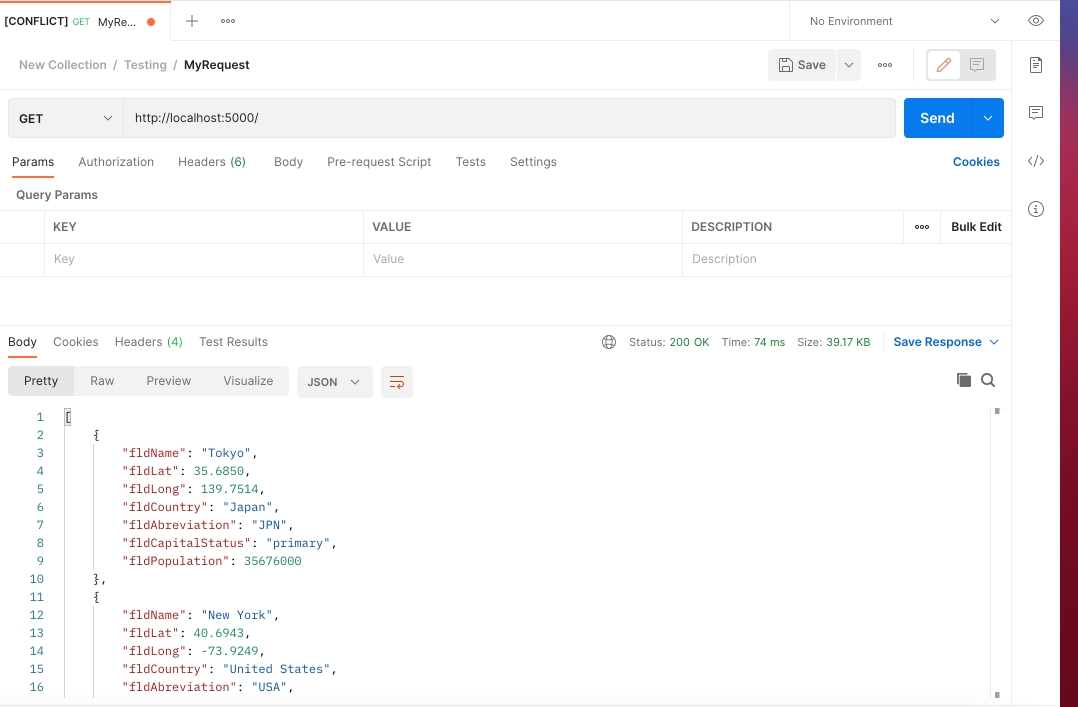 [CONFLICT] GET MyRe... No Environment
New Collection / Testing / MyRequest Save
GET http://localhost:5000/ Send
Params Authorization Headers (6) Body Pre-request Script Tests Settings Cookies
Query Params
KEY VALUE DESCRIPTION Bulk Edit
Key Value Description
Body Cookies Headers (4) Test Results Status: 200 OK Time: 74 ms Size: 39.17 KB Save Response
Pretty Raw Preview Visualize JSON
1 [
2 {
3 "fldName": "Tokyo",
4 "fldLat": 35.6850,
5 "fldLong": 139.7514,
6 "fldCountry": "Japan",
7 "fldAbreviation": "JPN",
8 "fldCapitalStatus": "primary",
9 "fldPopulation": 35676000
10 },
11 {
12 "fldName": "New York",
13 "fldLat": 40.6943,
14 "fldLong": -73.9249,
15 "fldCountry": "United States",
16 "fldAbreviation": "USA",